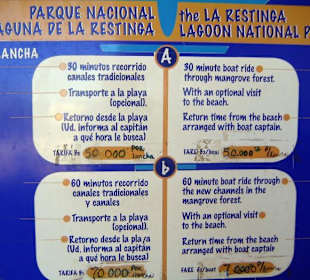 PARQUE NACIONAL
LAGUNA DE LA RESTINGA
LANCHA
the LA RESTINGA
LAGOON NATIONAL
A
30 minutos recorrido
canales tradicionales
Transporte a la playa
(opcional).
Retorno desde la playa
(Ud. informa al capitán
a qué hora le busca)
TARIFA Bs 50.000 por lancha
30 minute boat ride
through mangrove forest.
With an optional visit
to the beach.
Return time from the beach
arranged with boat captain.
FARE Bs/boat 50.000
b
60 minutos recorrido
canales tradicionales
y canales
Transporte a la playa
(opcional).
Retorno desde la playa
(Ud. informa al capitán
a qué hora le busca)
TARIFA Bs 70.000 por lancha
60 minute boat ride through
the new channels in the
mangrove forest.
With an optional visit
to the beach.
Return time from the beach
arranged with boat captain
FARE Bs/boat